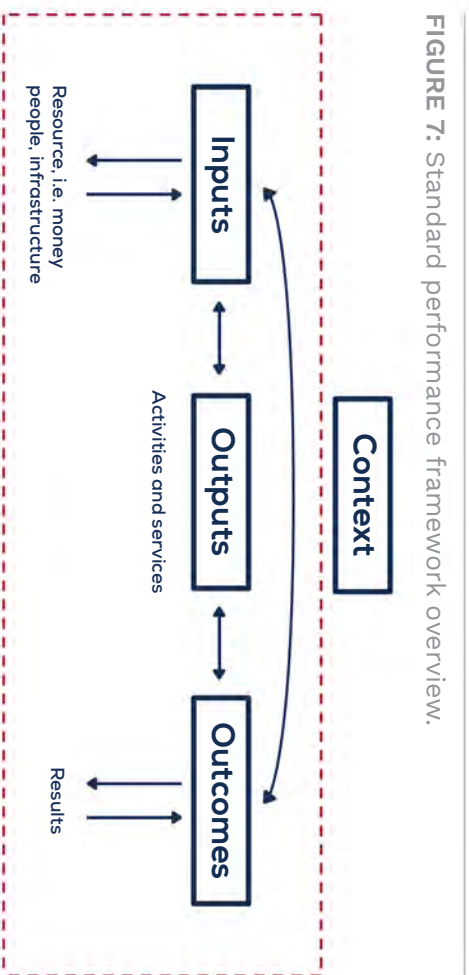 FIGURE 7: Standard performance framework overview.
Context
Inputs
Outputs
Outcomes
Resource, i.e. money
people, infrastructure
Activities and services
Results